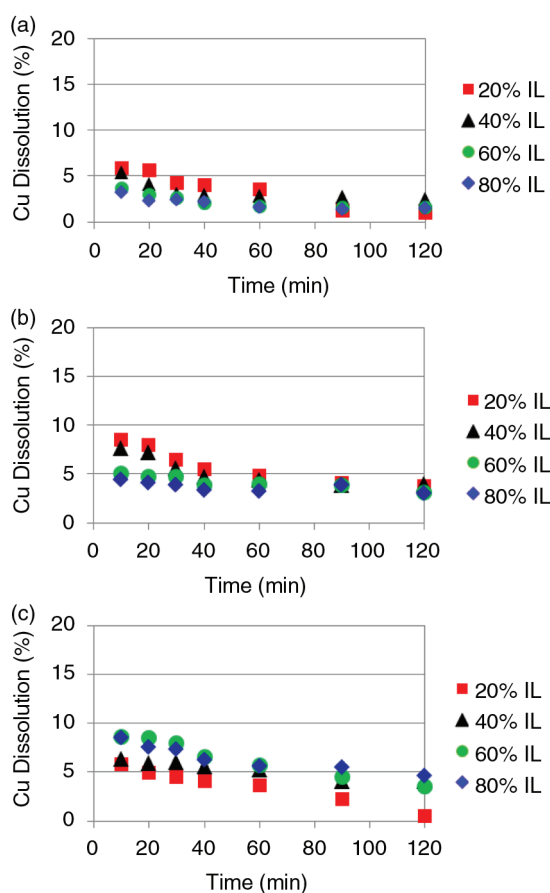 (a)
20
15
10
5
0
0 20 40 60 80 100 120
Cu Dissolution (%)
Time (min)
20% IL
40% IL
60% IL
80% IL
(b)
20
15
10
5
0
0 20 40 60 80 100 120
Cu Dissolution (%)
Time (min)
20% IL
40% IL
60% IL
80% IL
(c)
20
15
10
5
0
0 20 40 60 80 100 120
Cu Dissolution (%)
Time (min)
20% IL
40% IL
60% IL
80% IL